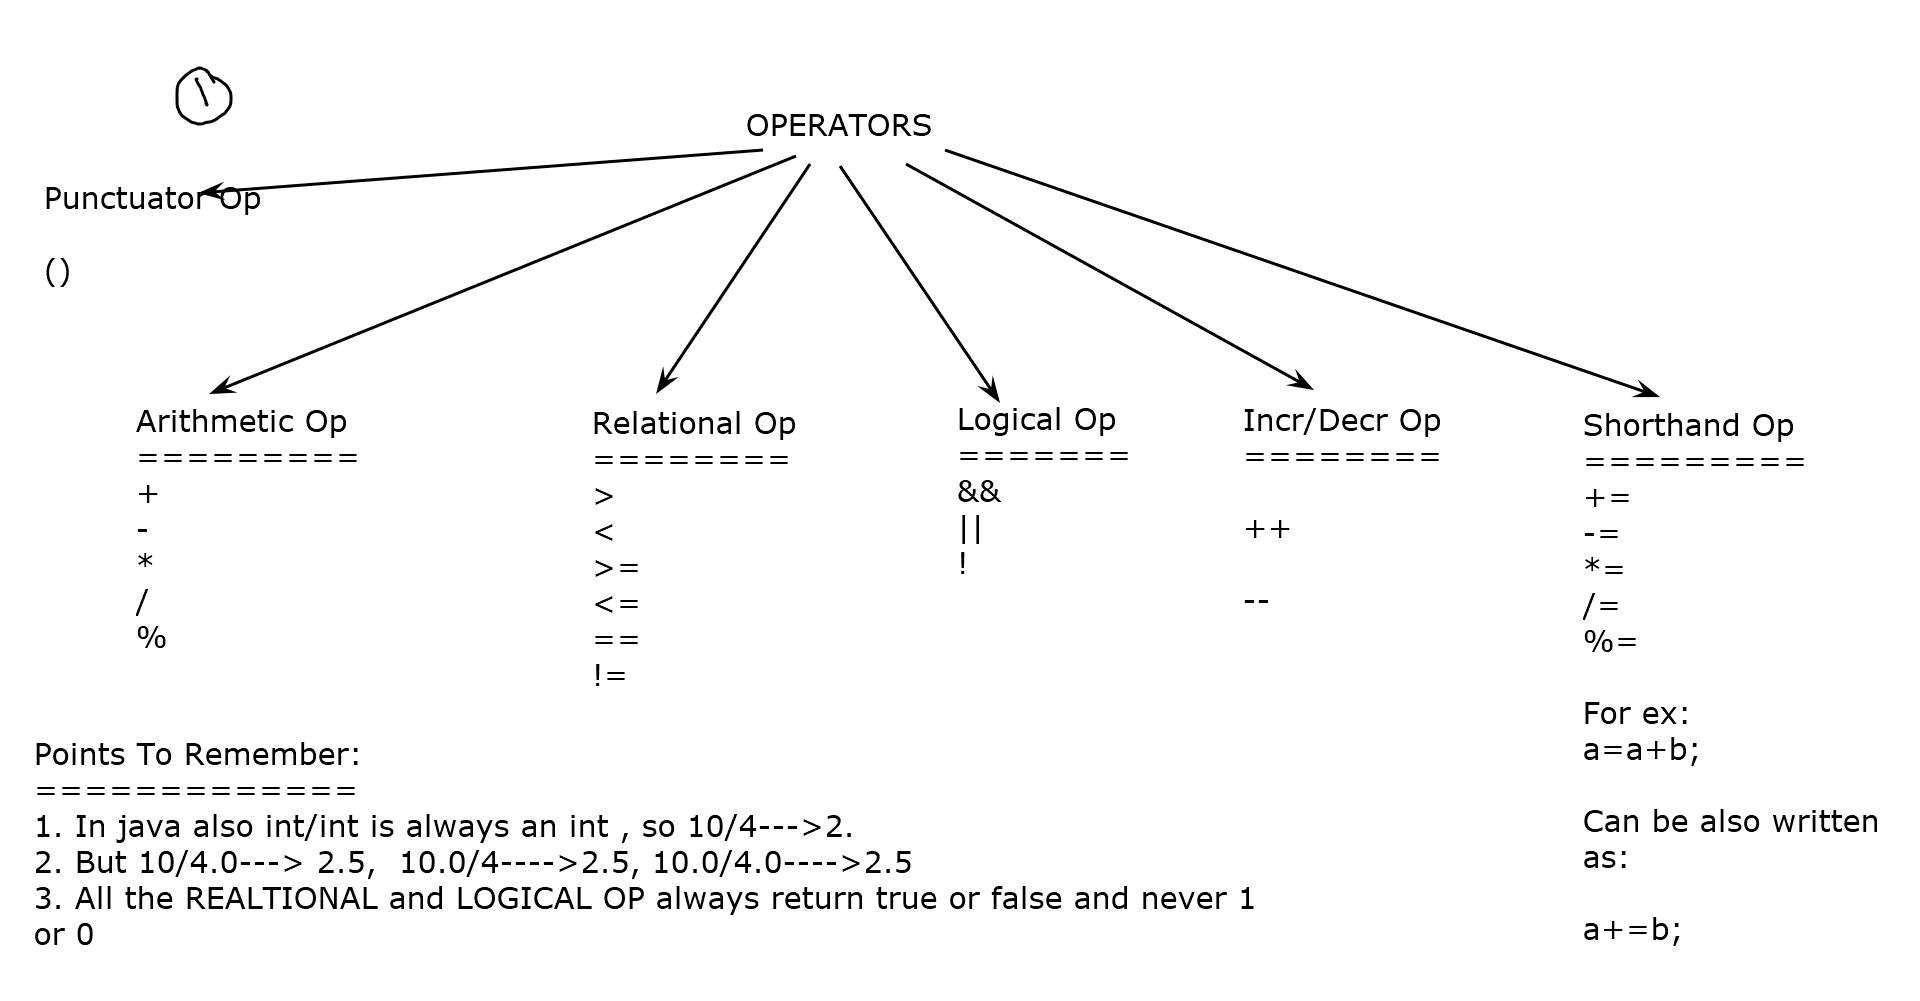 OPERATORS
Punctuator Op
()
Arithmetic Op
=========
+
-
*
/
%
Relational Op
========
>
<
>=
<=
==
!=
Logical Op
=======
&&
||
!
Incr/Decr Op
========
++
--
Shorthand Op
=========
+=
-=
*=
/=
%=
For ex:
a=a+b;
Can be also written
as:
a+=b;
Points To Remember:
=============
1. In java also int/int is always an int , so 10/4--->2.
2. But 10/4.0---> 2.5,  10.0/4---->2.5, 10.0/4.0---->2.5
3. All the REALTIONAL and LOGICAL OP always return true or false and never 1
or 0